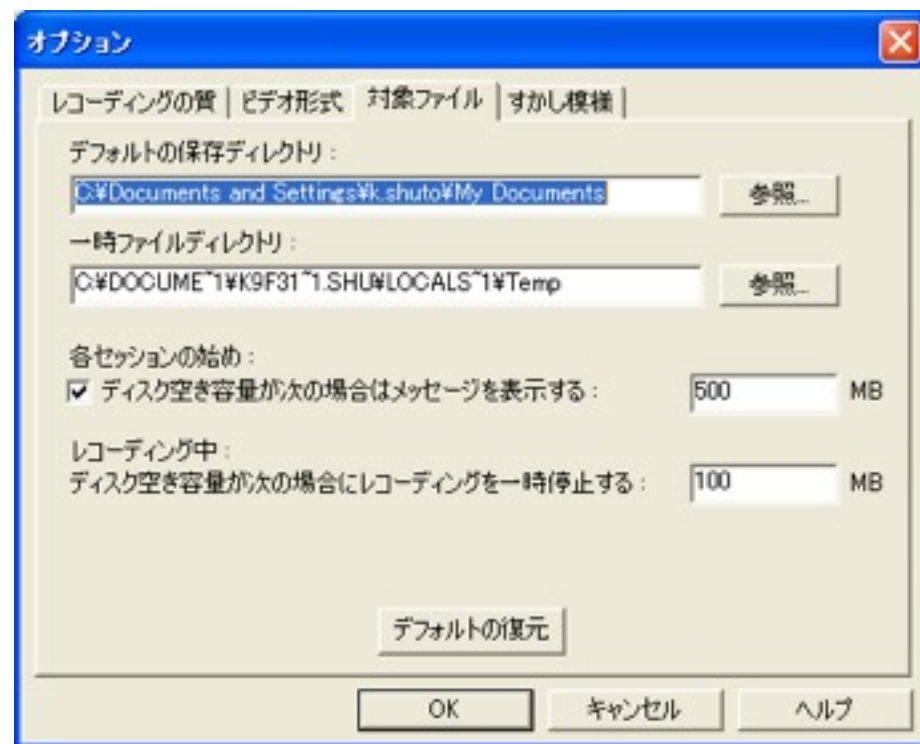 オプション
レコーディングの質 ビデオ形式 対象ファイル すかし模様
デフォルトの保存ディレクトリ:
C:¥Documents and Settings¥k.shuto¥My Documents 参照...
一時ファイルディレクトリ:
C:¥DOCUME~1¥K9F31~1.SHU¥LOCALS~1¥Temp 参照...
各セッションの始め:
ディスク空き容量が次の場合はメッセージを表示する: 500 MB
レコーディング中:
ディスク空き容量が次の場合にレコーディングを一時停止する: 100 MB
デフォルトの復元
OK キャンセル ヘルプ